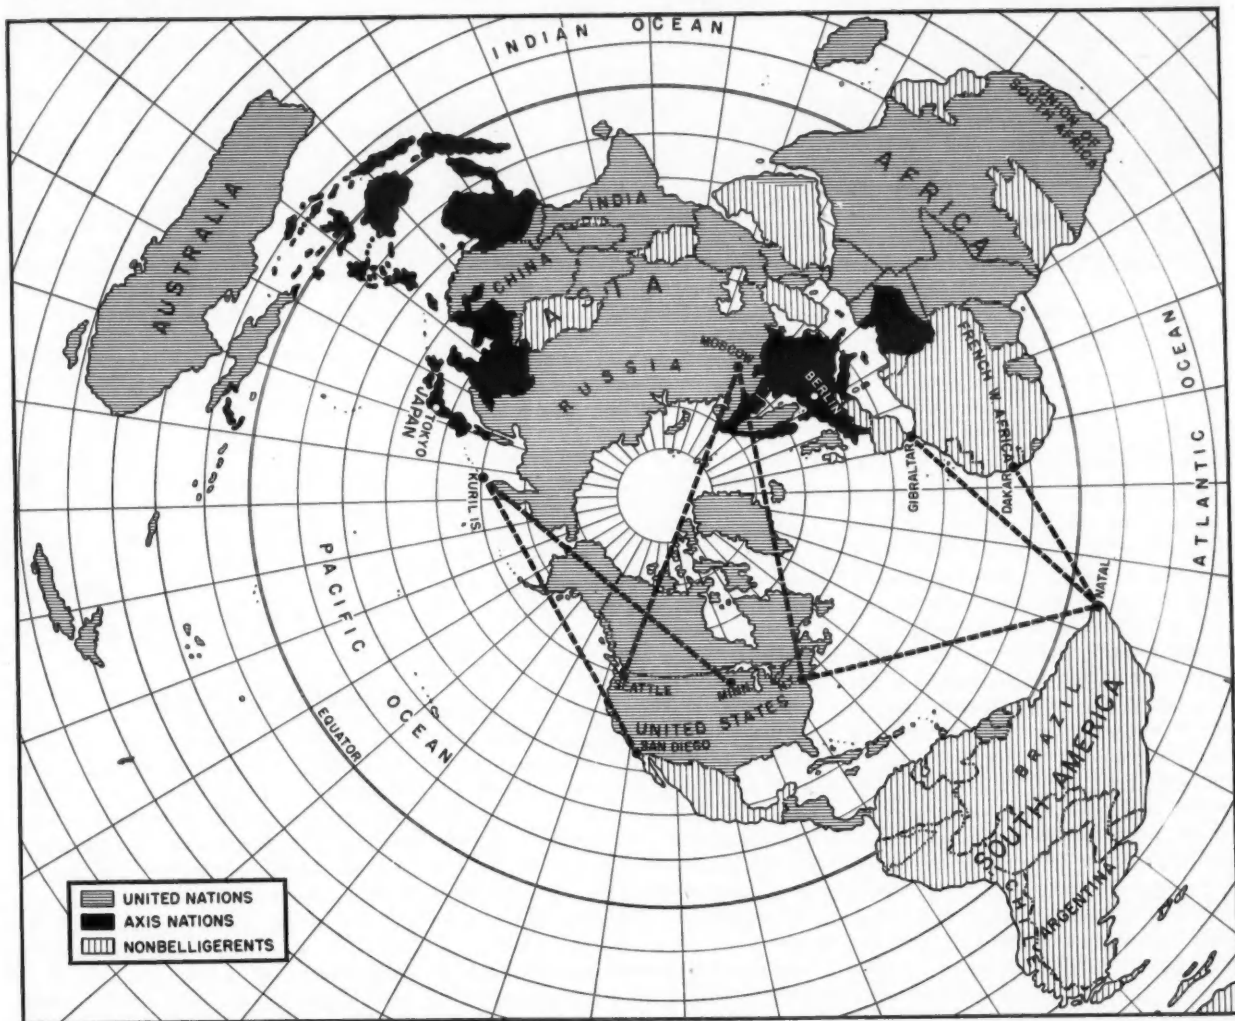 INDIAN OCEAN
UNION OF
SOUTH AFRICA
AFRICA
AUSTRALIA
INDIA
CHINA
ASIA
RUSSIA
MOSCOW
BERLIN
FRENCH W. AFRICA
ATLANTIC OCEAN
JAPAN
TOKYO
KURIL IS.
GIBRALTAR
DAKAR
NATAL
PACIFIC OCEAN
EQUATOR
SEATTLE
MINN.
N.Y.
UNITED STATES
SAN DIEGO
BRAZIL
SOUTH AMERICA
CHILE
ARGENTINA
UNITED NATIONS
AXIS NATIONS
NONBELLIGERENTS